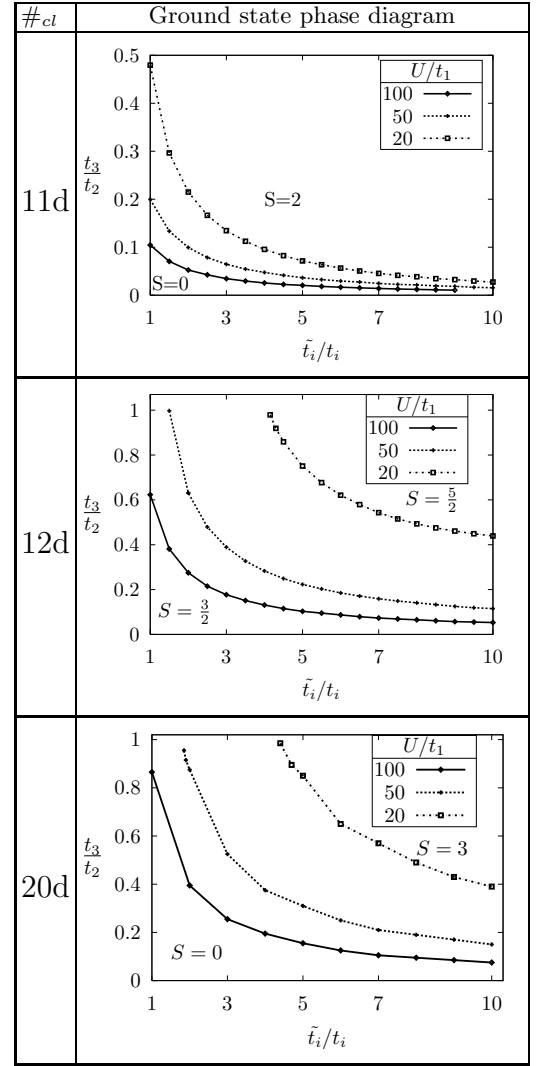 #cl Ground state phase diagram
11d
0.5
0.4
0.3
0.2
0.1
0
t3/t2
U/t1
100
50
20
S=2
S=0
1 3 5 7 10
t̃i/ti
12d
1
0.8
0.6
0.4
0.2
0
t3/t2
U/t1
100
50
20
S = 5/2
S = 3/2
1 3 5 7 10
t̃i/ti
20d
1
0.8
0.6
0.4
0.2
0
t3/t2
U/t1
100
50
20
S = 3
S = 0
1 3 5 7 10
t̃i/ti